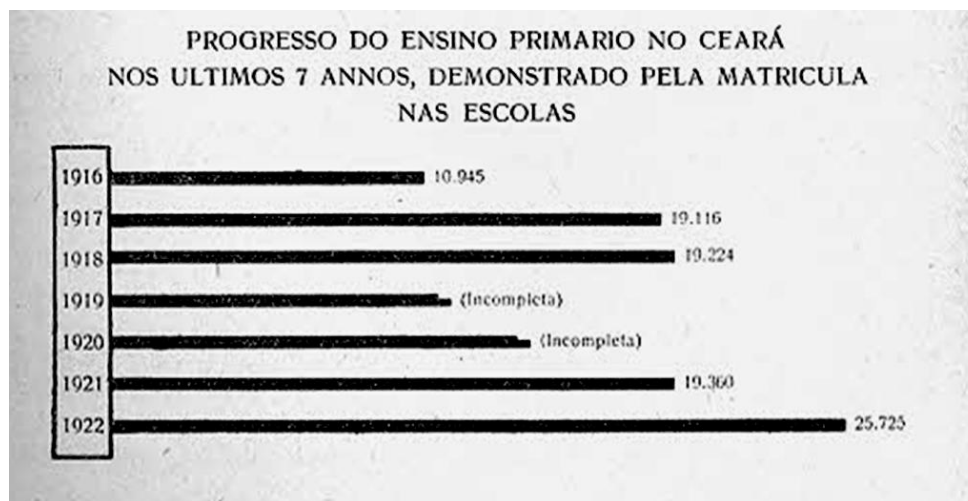 PROGRESSO DO ENSINO PRIMARIO NO CEARÁ
NOS ULTIMOS 7 ANNOS, DEMONSTRADO PELA MATRICULA
NAS ESCOLAS
1916 10.945
1917 19.116
1918 19.224
1919 (Incompleta)
1920 (Incompleta)
1921 19.360
1922 25.725